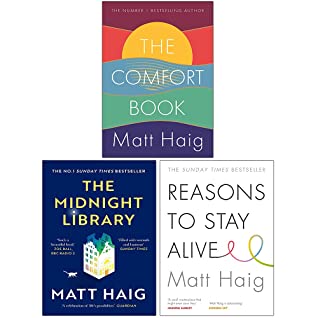 THE NUMBER 1 BESTSELLING AUTHOR
THE
COMFORT
BOOK
Matt Haig
THE NO.1 SUNDAY TIMES BESTSELLER
THE
MIDNIGHT
LIBRARY
MATT HAIG
THE SUNDAY TIMES BESTSELLER
REASONS
TO STAY
ALIVE
Matt Haig